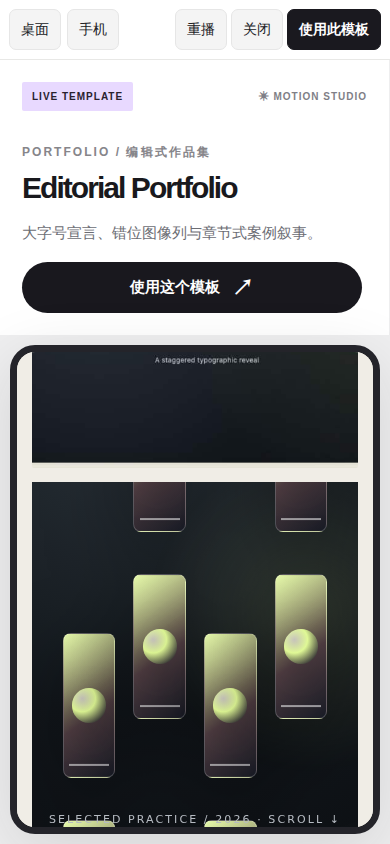 桌面 手机 重播 关闭 使用此模板
LIVE TEMPLATE ☀ MOTION STUDIO
PORTFOLIO / 编辑式作品集
Editorial Portfolio
大字号宣言、错位图像列与章节式案例叙事。
使用这个模板 ↗
A staggered typographic reveal
SELECTED PRACTICE / 2026 · SCROLL ↓